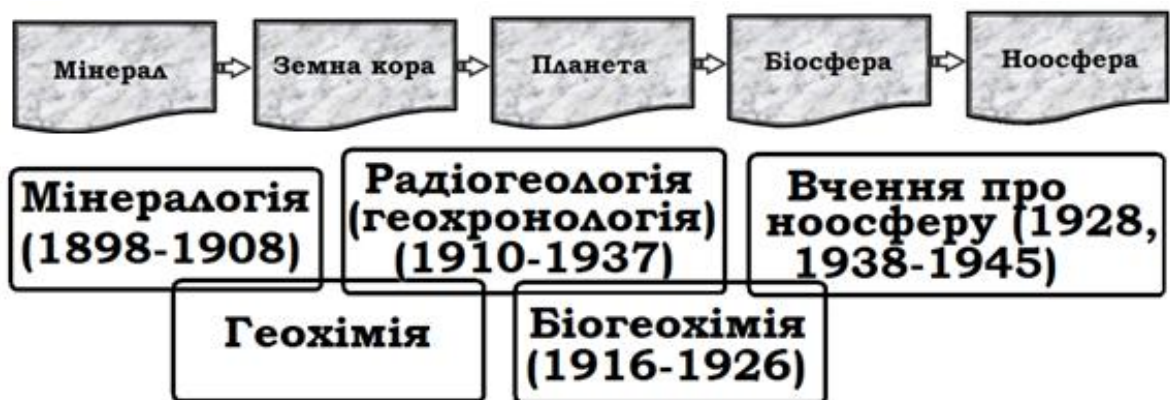 Мінерал
Земна кора
Планета
Біосфера
Ноосфера
Мінералогія
(1898-1908)
Радіогеологія
(геохронологія)
(1910-1937)
Вчення про
ноосферу (1928,
1938-1945)
Геохімія
Біогеохімія
(1916-1926)